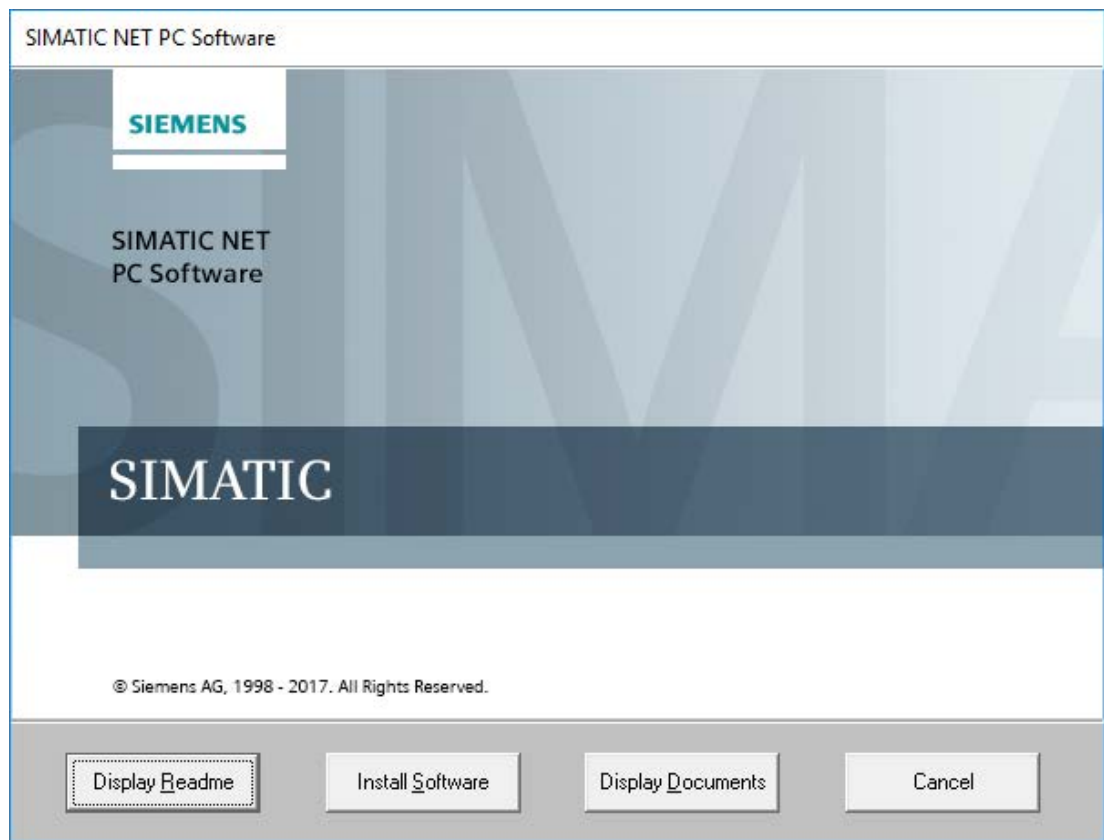 SIMATIC NET PC Software
SIEMENS
SIMATIC NET
PC Software
SIMATIC
© Siemens AG, 1998 - 2017. All Rights Reserved.
Display Readme
Install Software
Display Documents
Cancel